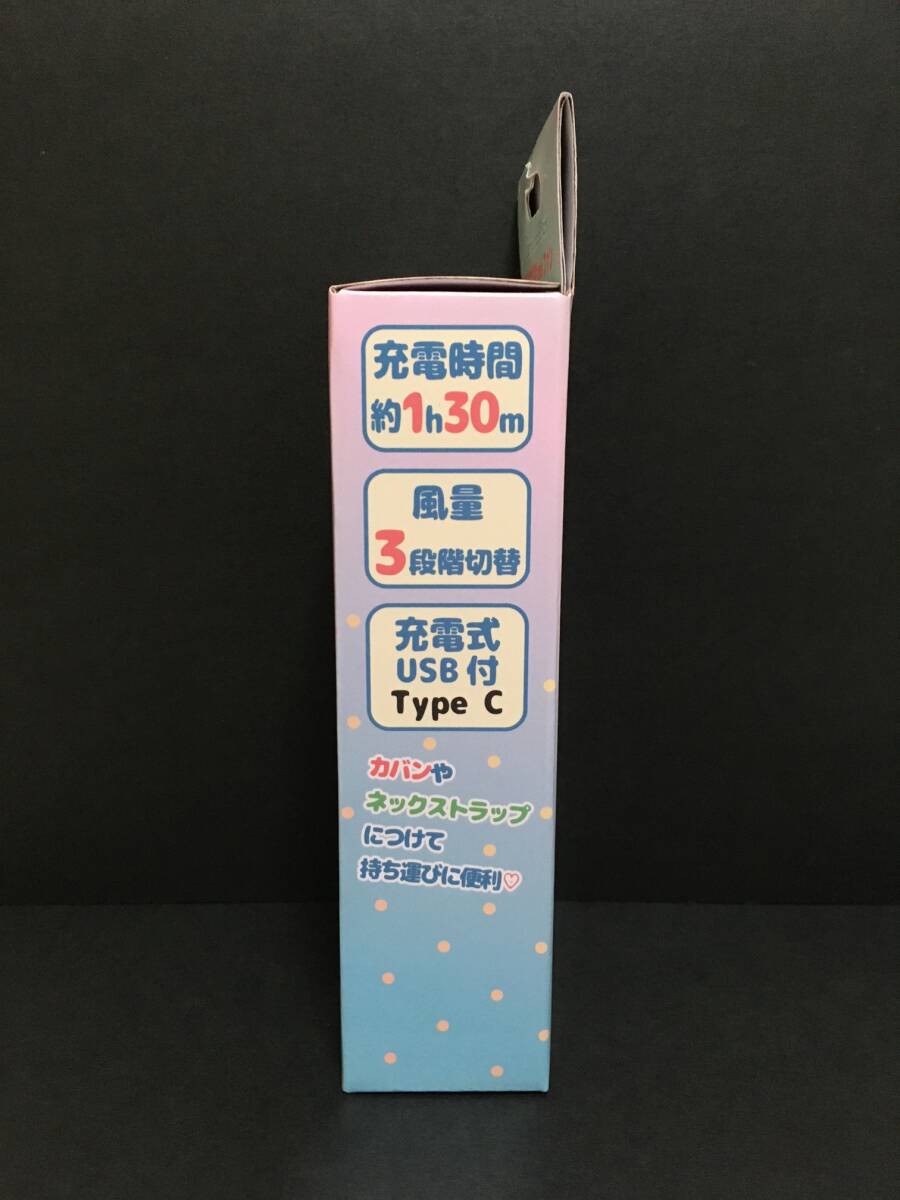 充電時間
約1h30m
風量
3段階切替
充電式
USB付
Type C
カバンや
ネックストラップ
につけて
持ち運びに便利♡